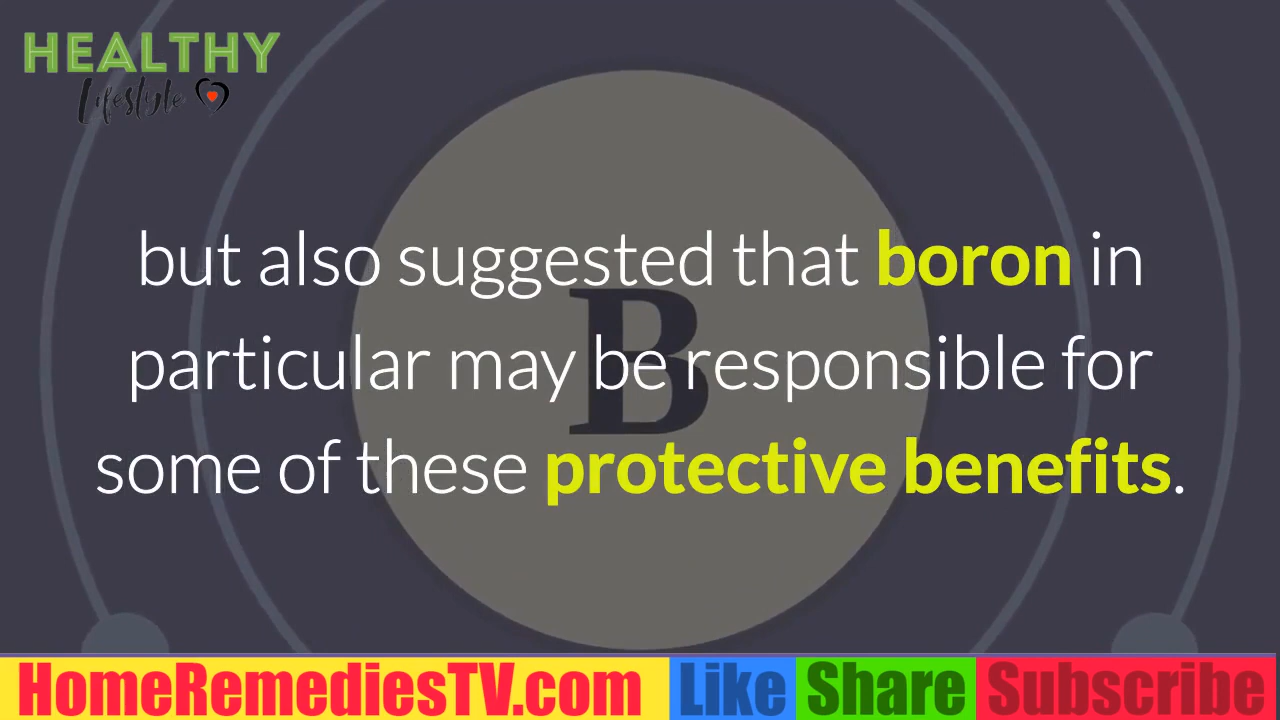 HEALTHY
Lifestyle
but also suggested that boron in
B
particular may be responsible for
some of these protective benefits.
HomeRemediesTV.com Like Share Subscribe